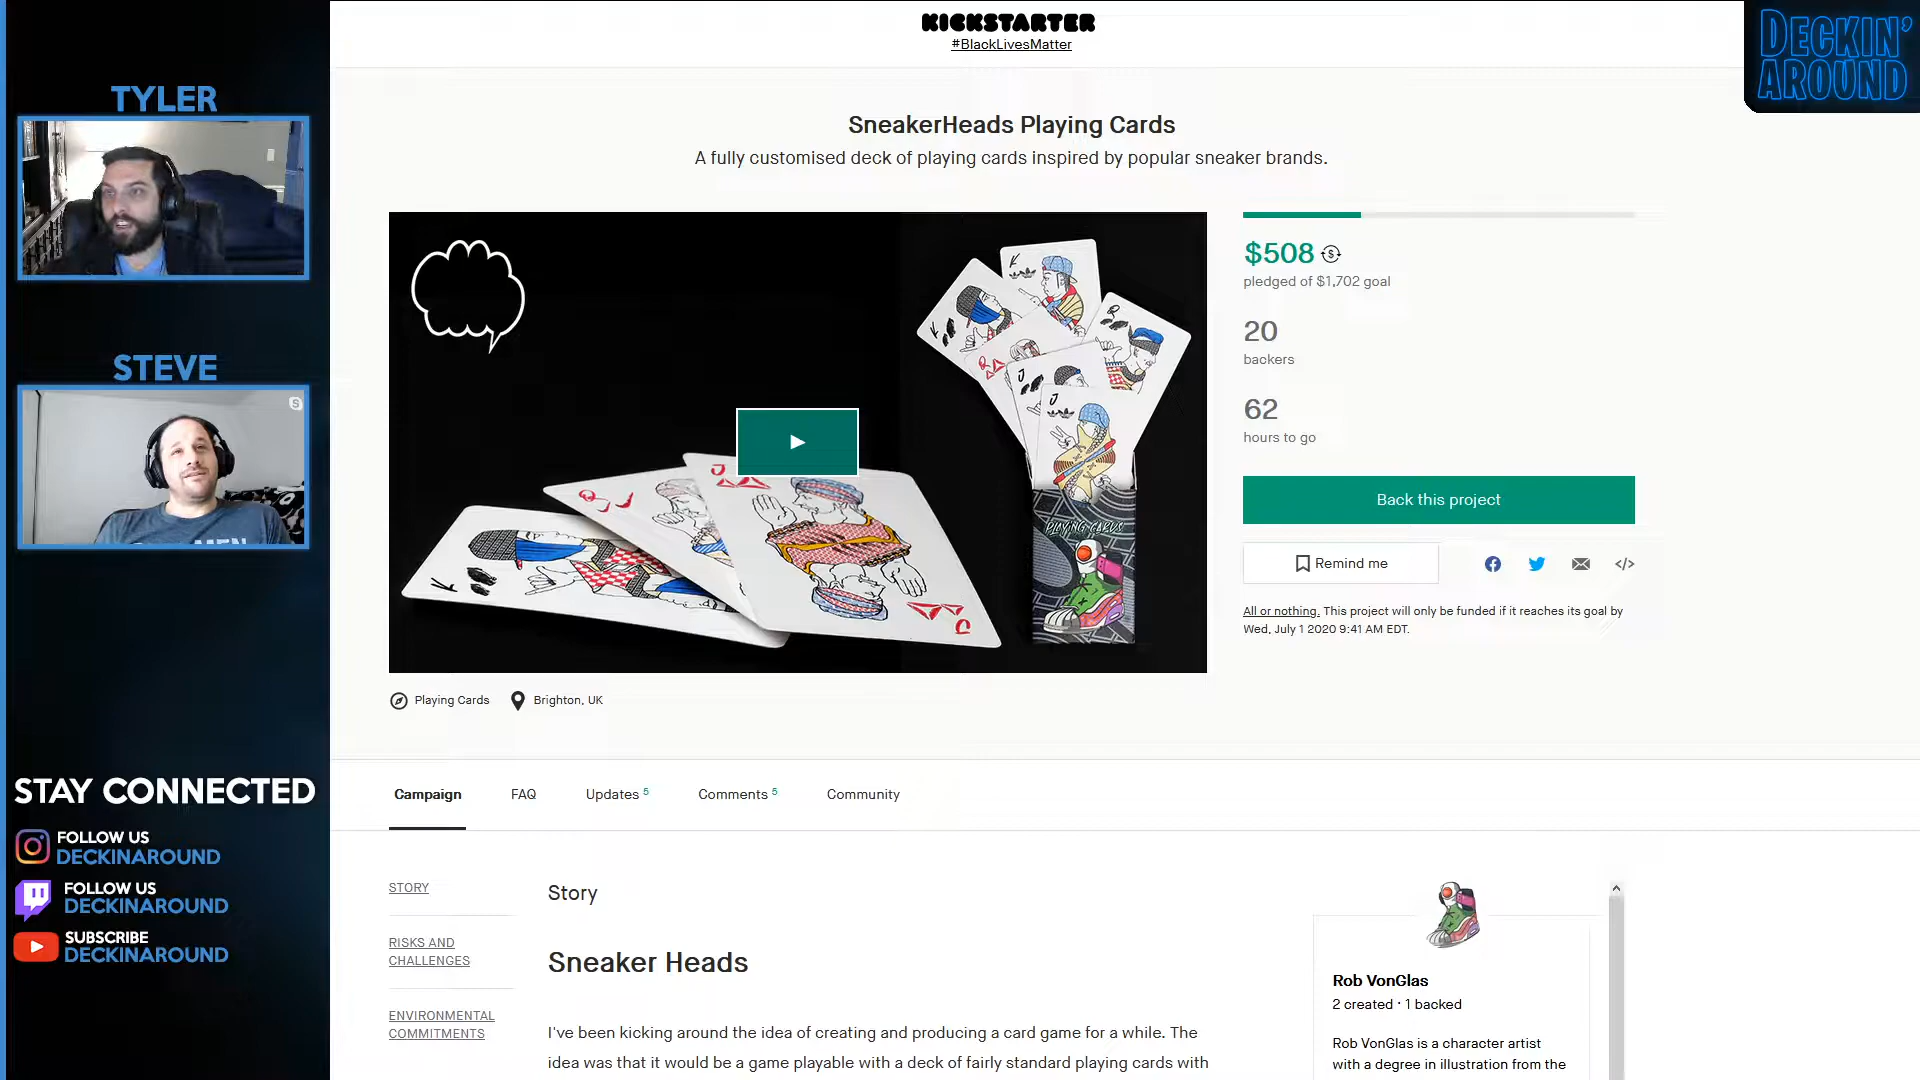 KICKSTARTER
#BlackLivesMatter
DECKIN'
AROUND
TYLER
STEVE
STAY CONNECTED
FOLLOW US
DECKINAROUND
FOLLOW US
DECKINAROUND
SUBSCRIBE
DECKINAROUND
SneakerHeads Playing Cards
A fully customised deck of playing cards inspired by popular sneaker brands.
K
K
Q
Q
J
J
PLAYING CARDS
K
Q
J
J
$508
pledged of $1,702 goal
20
backers
62
hours to go
Back this project
Remind me
All or nothing. This project will only be funded if it reaches its goal by
Wed, July 1 2020 9:41 AM EDT.
Playing Cards
Brighton, UK
Campaign
FAQ
Updates 5
Comments 5
Community
STORY
RISKS AND
CHALLENGES
ENVIRONMENTAL
COMMITMENTS
Story
Sneaker Heads
I've been kicking around the idea of creating and producing a card game for a while. The
idea was that it would be a game playable with a deck of fairly standard playing cards with
Rob VonGlas
2 created · 1 backed
Rob VonGlas is a character artist
with a degree in illustration from the